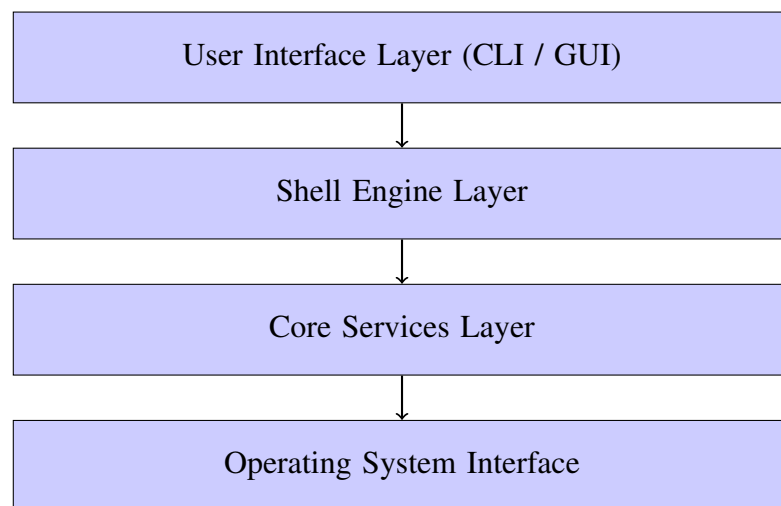 User Interface Layer (CLI / GUI)
Shell Engine Layer
Core Services Layer
Operating System Interface